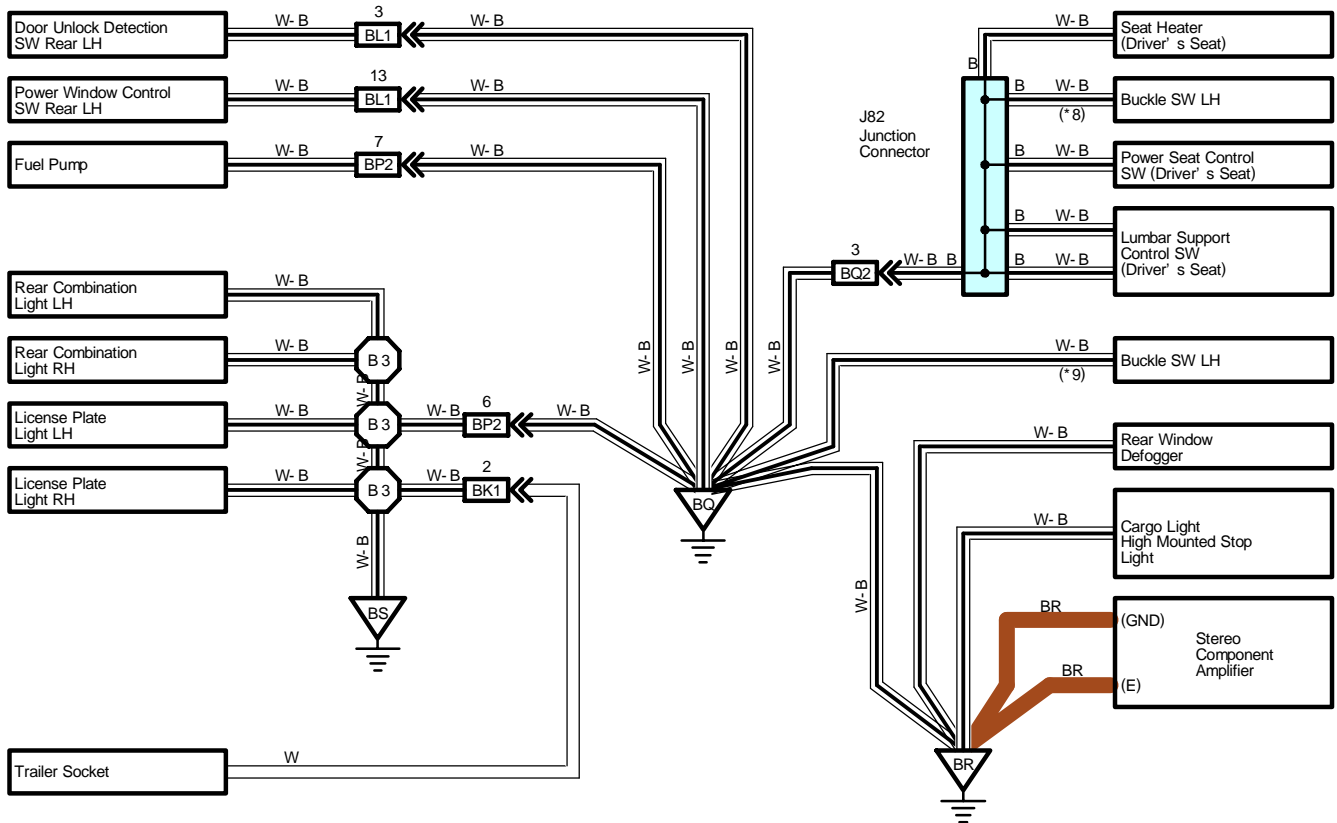 Door Unlock Detection
SW Rear LH
W- B
3
BL1
W- B
Power Window Control
SW Rear LH
W- B
13
BL1
W- B
Fuel Pump
W- B
7
BP2
W- B
Rear Combination
Light LH
W- B
Rear Combination
Light RH
W- B
B 3
W- B
License Plate
Light LH
W- B
B 3
W- B
6
BP2
W- B
W- B
License Plate
Light RH
W- B
B 3
W- B
2
BK1
W- B
BS
Trailer Socket
W
W- B
W- B
W- B
W- B
BQ
3
BQ2
W- B
B
J82
Junction
Connector
B
Seat Heater
(Driver' s Seat)
B
W- B
(*8)
Buckle SW LH
B
W- B
Power Seat Control
SW (Driver' s Seat)
B
W- B
B
W- B
Lumbar Support
Control SW
(Driver' s Seat)
W- B
(*9)
Buckle SW LH
W- B
Rear Window
Defogger
W- B
Cargo Light
High Mounted Stop
Light
W- B
BR
(GND)
BR
(E)
Stereo
Component
Amplifier
BR